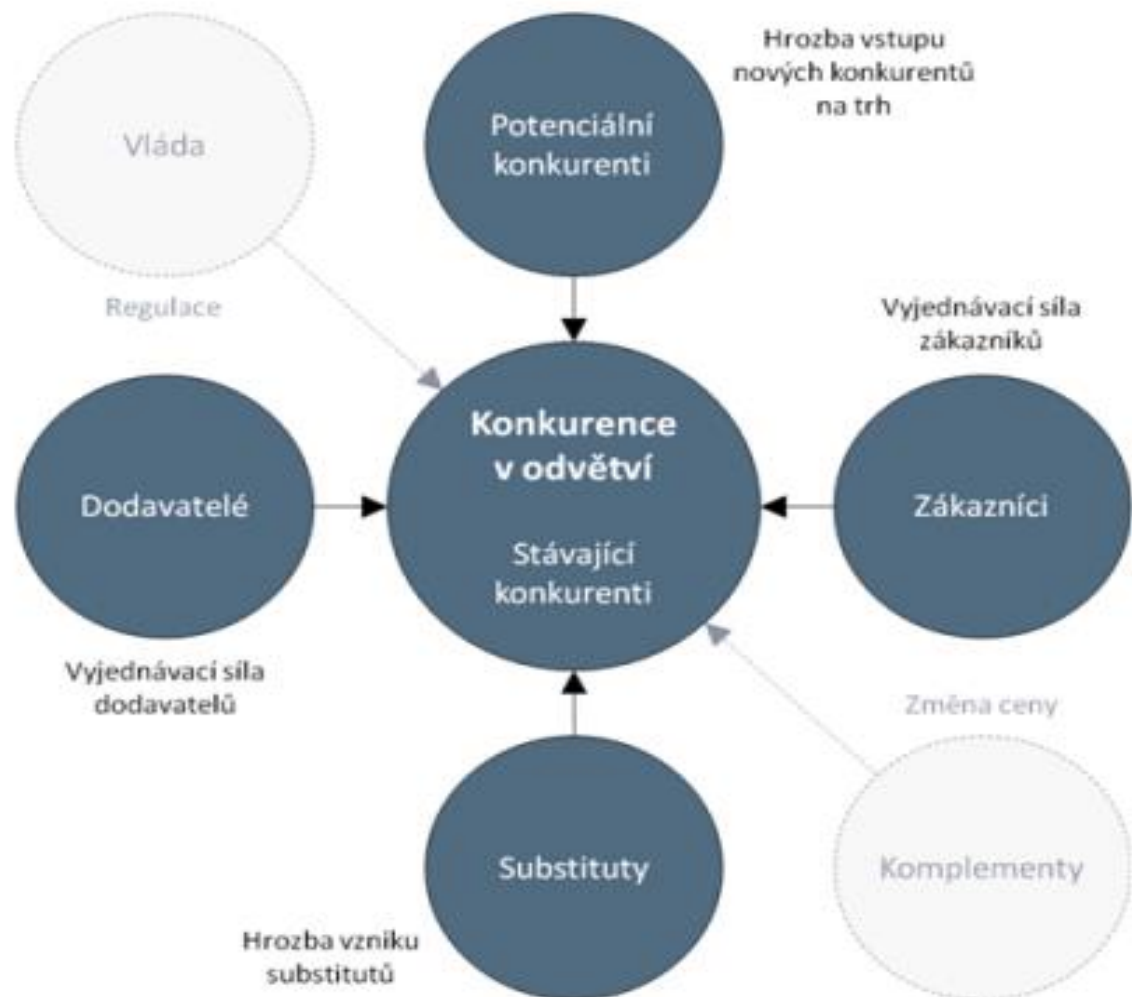 Hrozba vstupu
nových konkurentů
na trh
Potenciální
konkurenti
Vláda
Regulace
Vyjednávací síla
zákazníků
Konkurence
v odvětví
Stávající
konkurenti
Dodavatelé
Zákazníci
Vyjednávací síla
dodavatelů
Změna ceny
Substituty
Komplementy
Hrozba vzniku
substitutů